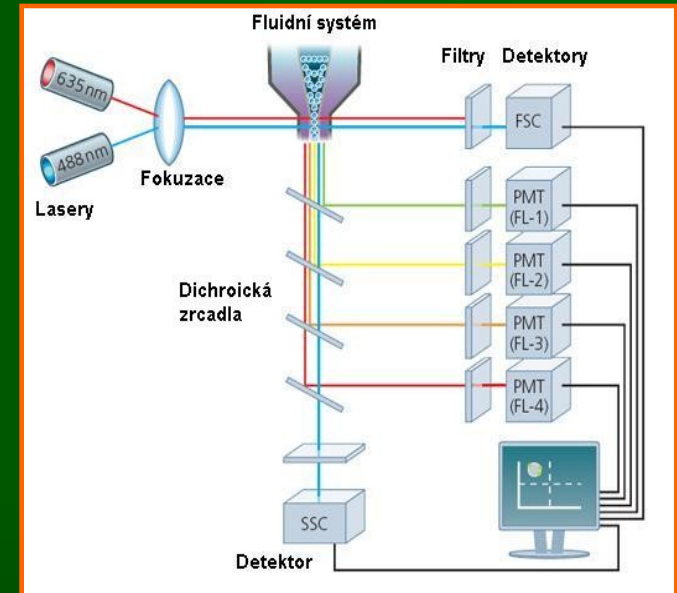 Fluidní systém
Filtry Detektory
635nm
FSC
488nm
Fokuzace
Lasery
PMT
(FL-1)
PMT
(FL-2)
Dichroická
zrcadla
PMT
(FL-3)
PMT
(FL-4)
SSC
Detektor